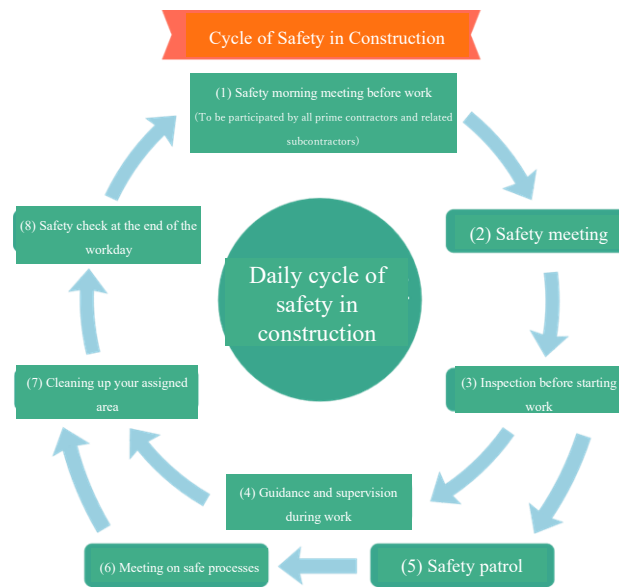 Cycle of Safety in Construction
(1) Safety morning meeting before work
(To be participated by all prime contractors and related
subcontractors)
(2) Safety meeting
(3) Inspection before starting
work
(4) Guidance and supervision
during work
(5) Safety patrol
(6) Meeting on safe processes
(7) Cleaning up your assigned
area
(8) Safety check at the end of the
workday
Daily cycle of
safety in
construction